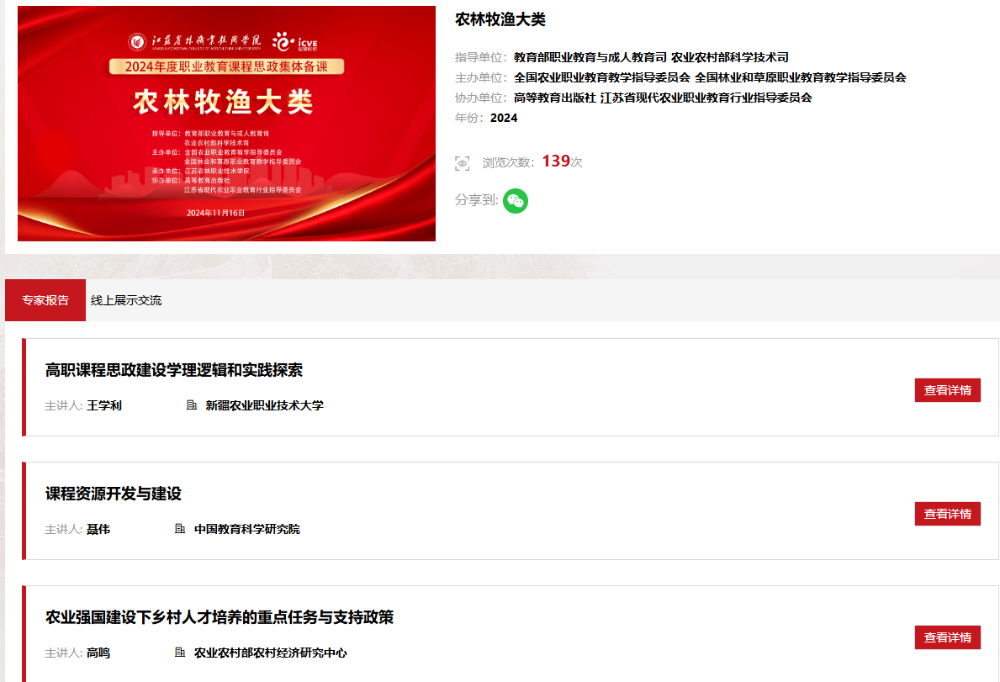 江苏农林职业技术学院
JIANGSU VOCATIONAL COLLEGE OF AGRICULTURE AND FORESTRY
icve
智慧职教
2024年度职业教育课程思政集体备课
农林牧渔大类
指导单位：教育部职业教育与成人教育司
农业农村部科学技术司
主办单位：全国农业职业教育教学指导委员会
全国林业和草原职业教育教学指导委员会
承办单位：江苏农林职业技术学院
协办单位：高等教育出版社
江苏省现代农业职业教育行业指导委员会
2024年11月16日
农林牧渔大类
指导单位：教育部职业教育与成人教育司 农业农村部科学技术司
主办单位：全国农业职业教育教学指导委员会 全国林业和草原职业教育教学指导委员会
协办单位：高等教育出版社 江苏省现代农业职业教育行业指导委员会
年份：2024
浏览次数：139次
分享到:
专家报告 线上展示交流
高职课程思政建设学理逻辑和实践探索
主讲人: 王学利 新疆农业职业技术大学
查看详情
课程资源开发与建设
主讲人: 聂伟 中国教育科学研究院
查看详情
农业强国建设下乡村人才培养的重点任务与支持政策
主讲人: 高鸣 农业农村部农村经济研究中心
查看详情